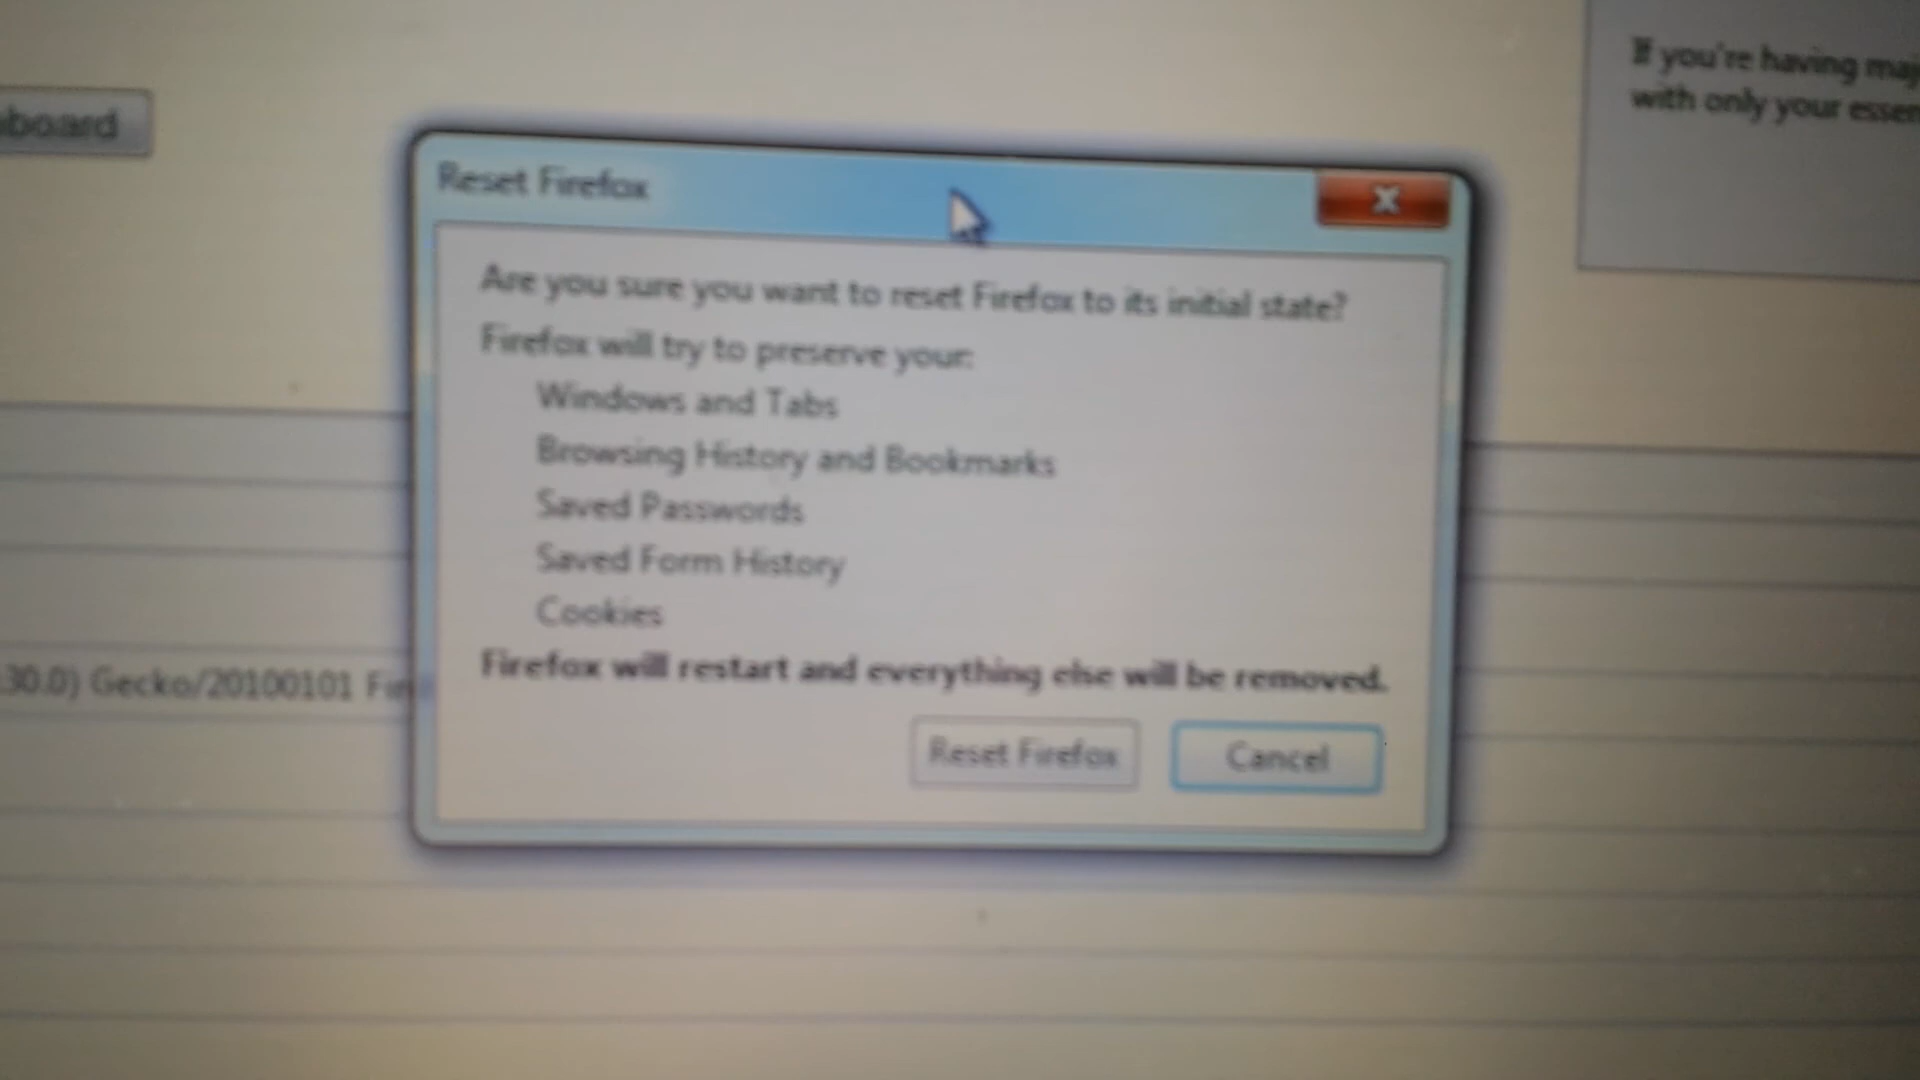 If you're having
with only your
board
Reset Firefox
Are you sure you want to reset Firefox to its initial state?
Firefox will try to preserve your:
Windows and Tabs
Browsing History and Bookmarks
Saved Passwords
Saved Form History
Cookies
Firefox will restart and everything else will be removed.
.30.0) Gecko/20100101
Reset Firefox
Cancel